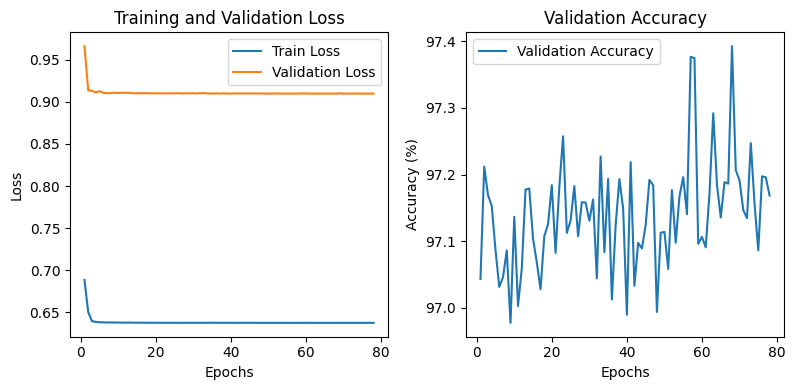 Training and Validation Loss
Train Loss
Validation Loss
0.95
0.90
0.85
0.80
0.75
0.70
0.65
Loss
0
20
40
60
80
Epochs
Validation Accuracy
Validation Accuracy
97.4
97.3
97.2
97.1
97.0
Accuracy (%)
0
20
40
60
80
Epochs